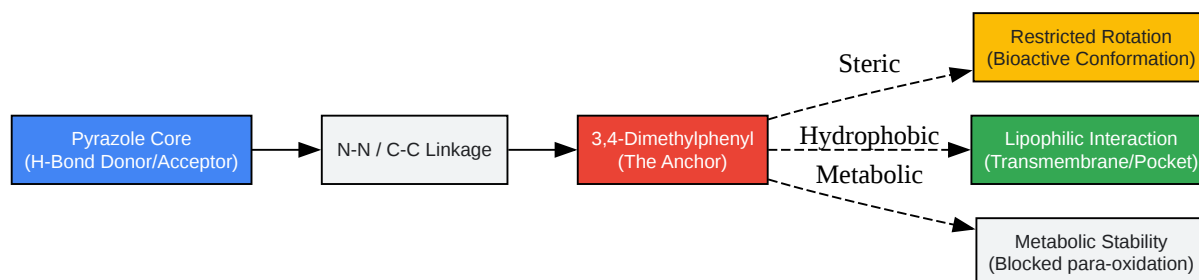 Pyrazole Core
(H-Bond Donor/Acceptor)
N-N / C-C Linkage
3,4-Dimethylphenyl
(The Anchor)
Steric
Hydrophobic
Metabolic
Restricted Rotation
(Bioactive Conformation)
Lipophilic Interaction
(Transmembrane/Pocket)
Metabolic Stability
(Blocked para-oxidation)